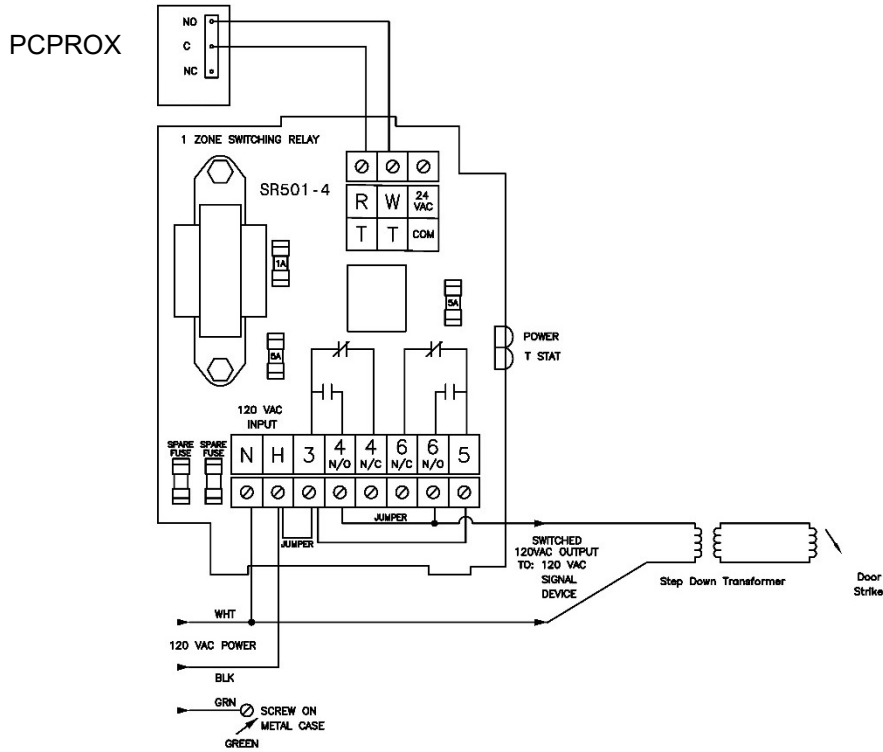 NO
C
NC
PCPROX
1 ZONE SWITCHING RELAY
SR501-4
R W 24 VAC
T T COM
1A
5A
5A
POWER
T STAT
120 VAC
INPUT
SPARE FUSE
SPARE FUSE
N H 3 4 N/O 4 N/C 6 N/C 6 N/O 5
JUMPER
JUMPER
SWITCHED
120VAC OUTPUT
TO: 120 VAC
SIGNAL
DEVICE
Step Down Transformer
Door
Strike
WHT
120 VAC POWER
BLK
GRN
SCREW ON
METAL CASE
GREEN